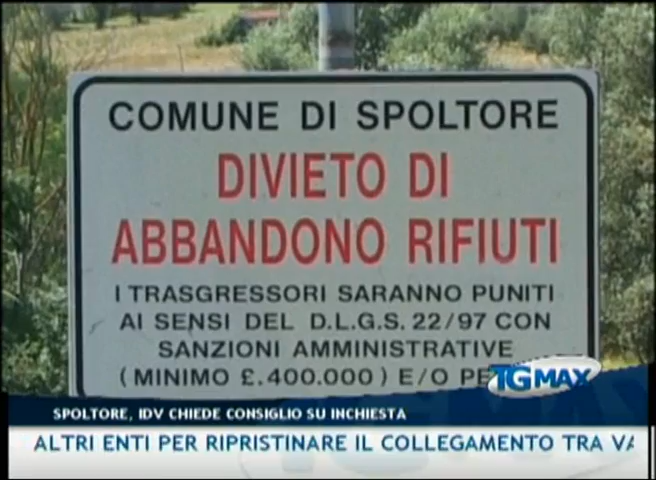 COMUNE DI SPOLTORE
DIVIETO DI
ABBANDONO RIFIUTI
I TRASGRESSORI SARANNO PUNITI
AI SENSI DEL D.L.GS. 22/97 CON
SANZIONI AMMINISTRATIVE
(MINIMO £.400.000) E/O
TGMAX
SPOLTORE, IDV CHIEDE CONSIGLIO SU INCHIESTA
ALTRI ENTI PER RIPRISTINARE IL COLLEGAMENTO TRA